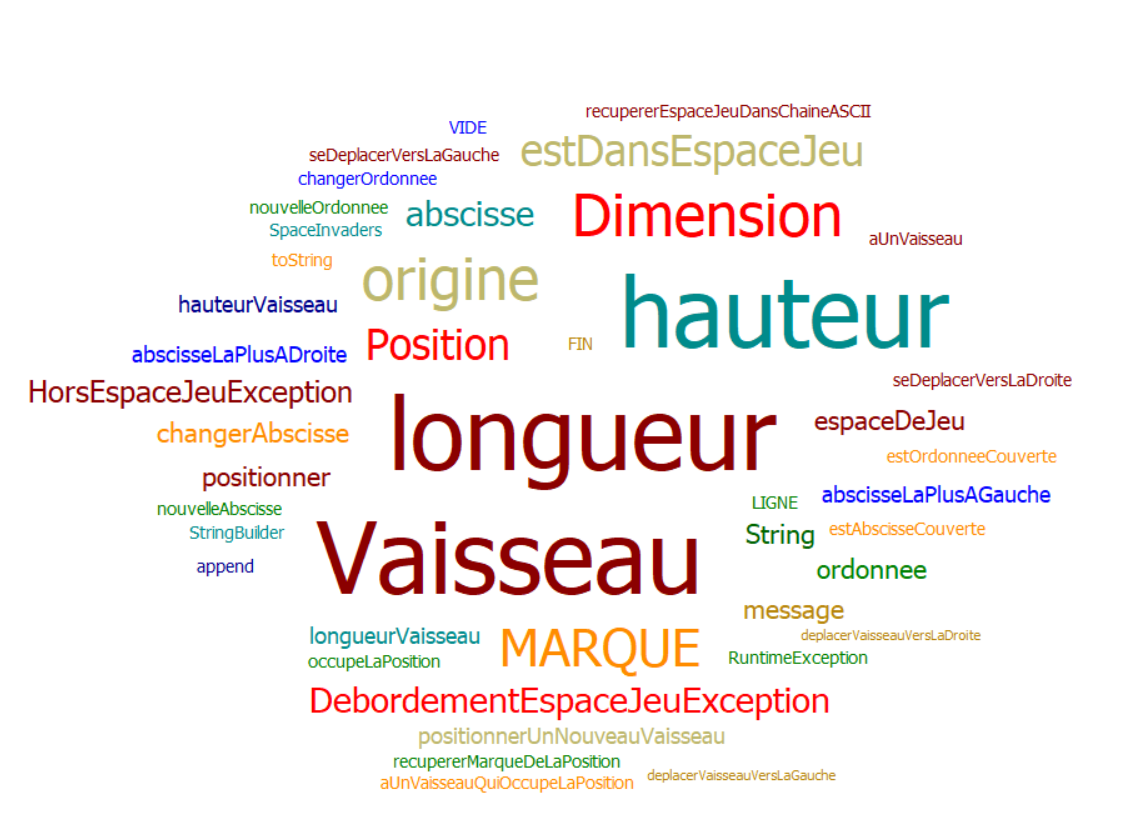 recupererEspaceJeuDansChaineASCII
VIDE
estDansEspaceJeu
seDeplacerVersLaGauche
changerOrdonnee
nouvelleOrdonnee
abscisse
Dimension
SpaceInvaders
aUnVaisseau
toString
origine
hauteurVaisseau
hauteur
Position
FIN
abscisseLaPlusADroite
seDeplacerVersLaDroite
HorsEspaceJeuException
longueur
espaceDeJeu
changerAbscisse
estOrdonneeCouverte
positionner
abscisseLaPlusAGauche
LIGNE
nouvelleAbscisse
estAbscisseCouverte
StringBuilder
String
Vaisseau
append
ordonnee
message
longueurVaisseau
deplacerVaisseauVersLaDroite
MARQUE
occupeLaPosition
RuntimeException
DebordementEspaceJeuException
positionnerUnNouveauVaisseau
recupererMarqueDeLaPosition
deplacerVaisseauVersLaGauche
aUnVaisseauQuiOccupeLaPosition